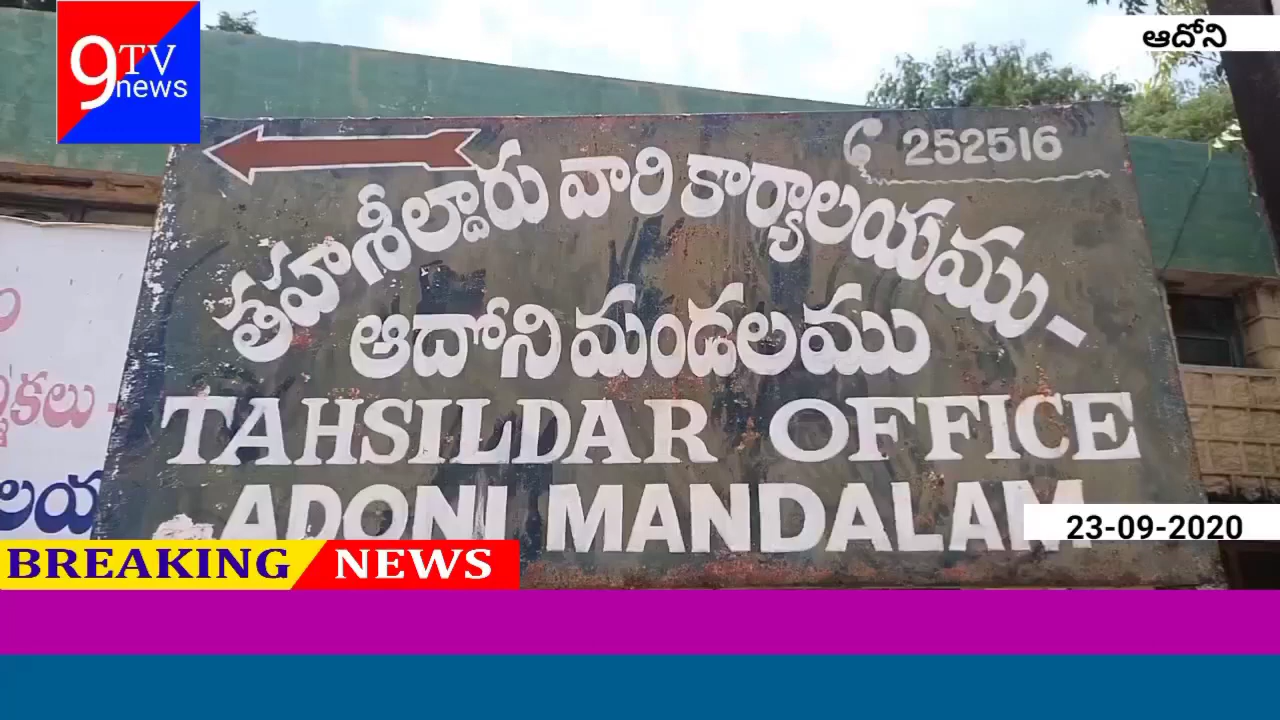 9TV news
ఆదోని
252516
తహశీల్దారు వారి కార్యాలయము -
ఆదోని మండలము
TAHSILDAR OFFICE
ADONI MANDALAM
23-09-2020
BREAKING NEWS